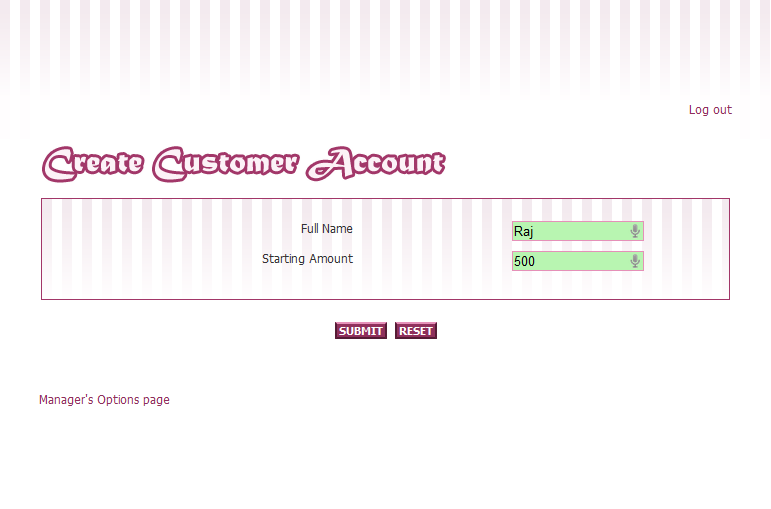 Log out
Create Customer Account
Full Name Raj
Starting Amount 500
SUBMIT RESET
Manager's Options page